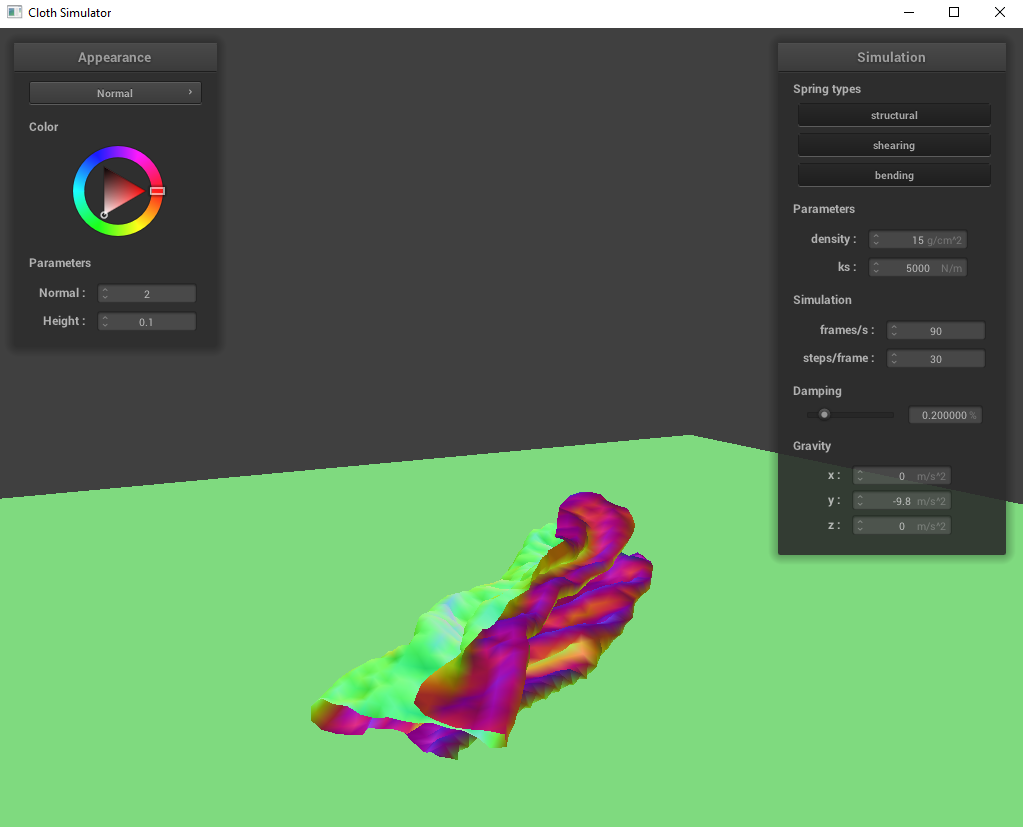 Cloth Simulator
Appearance
Normal
Color
Parameters
Normal : 2
Height : 0.1
Simulation
Spring types
structural
shearing
bending
Parameters
density : 15 g/cm^2
ks : 5000 N/m
Simulation
frames/s : 90
steps/frame : 30
Damping
0.200000 %
Gravity
x : 0 m/s^2
y : -9.8 m/s^2
z : 0 m/s^2